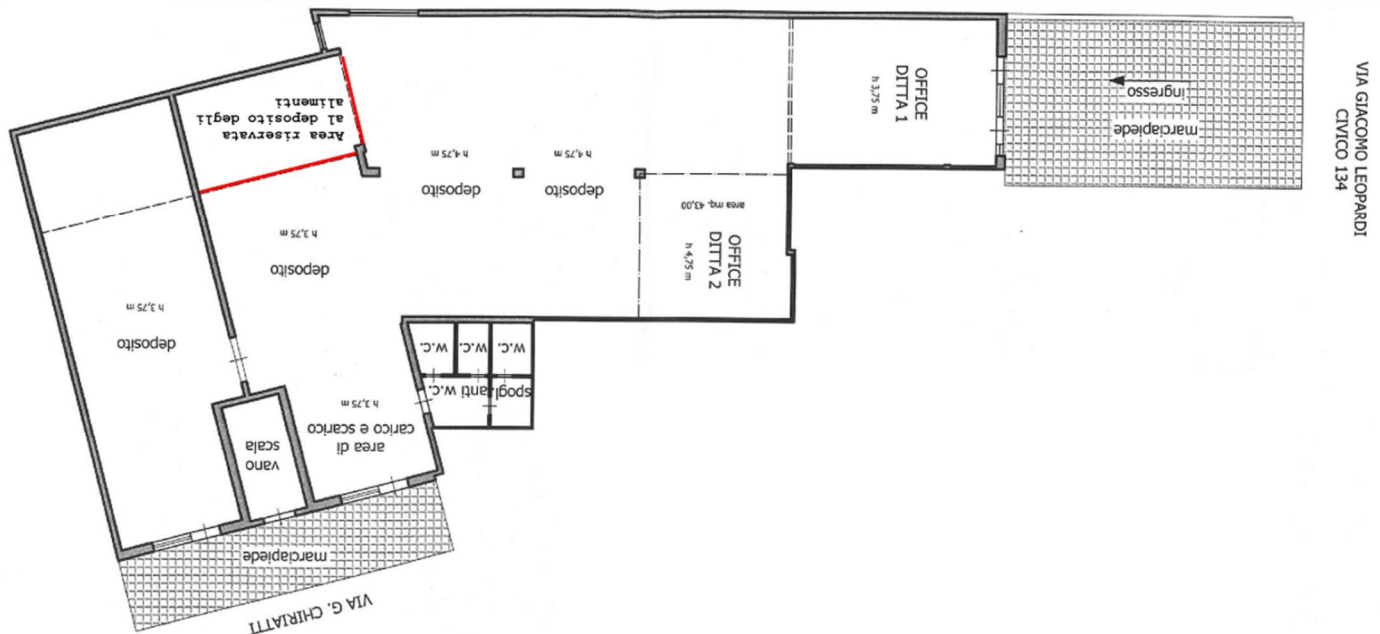 VIA GIACOMO LEOPARDI
CIVICO 134
ingresso
marciapiede
OFFICE
DITTA 1
h 3,75 m
OFFICE
DITTA 2
h 4,75 m
area mq. 43,00
deposito
h 4,75 m
deposito
h 4,75 m
Area riservata
al deposito degli
alimenti
deposito
h 3,75 m
deposito
h 3,75 m
w.c.
w.c.
w.c.
spogl.
anti w.c.
area di
carico e scarico
h 3,75 m
vano
scala
marciapiede
VIA G. CHIRIATTI